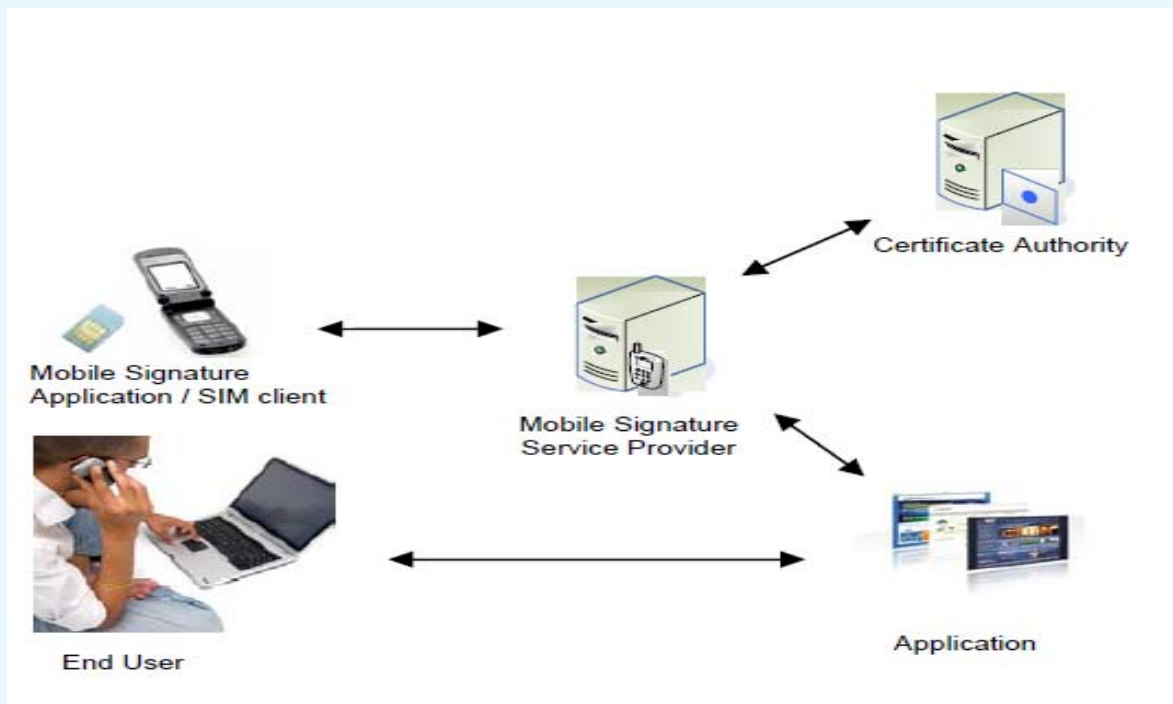 Certificate Authority
Mobile Signature
Application / SIM client
Mobile Signature
Service Provider
End User
Application